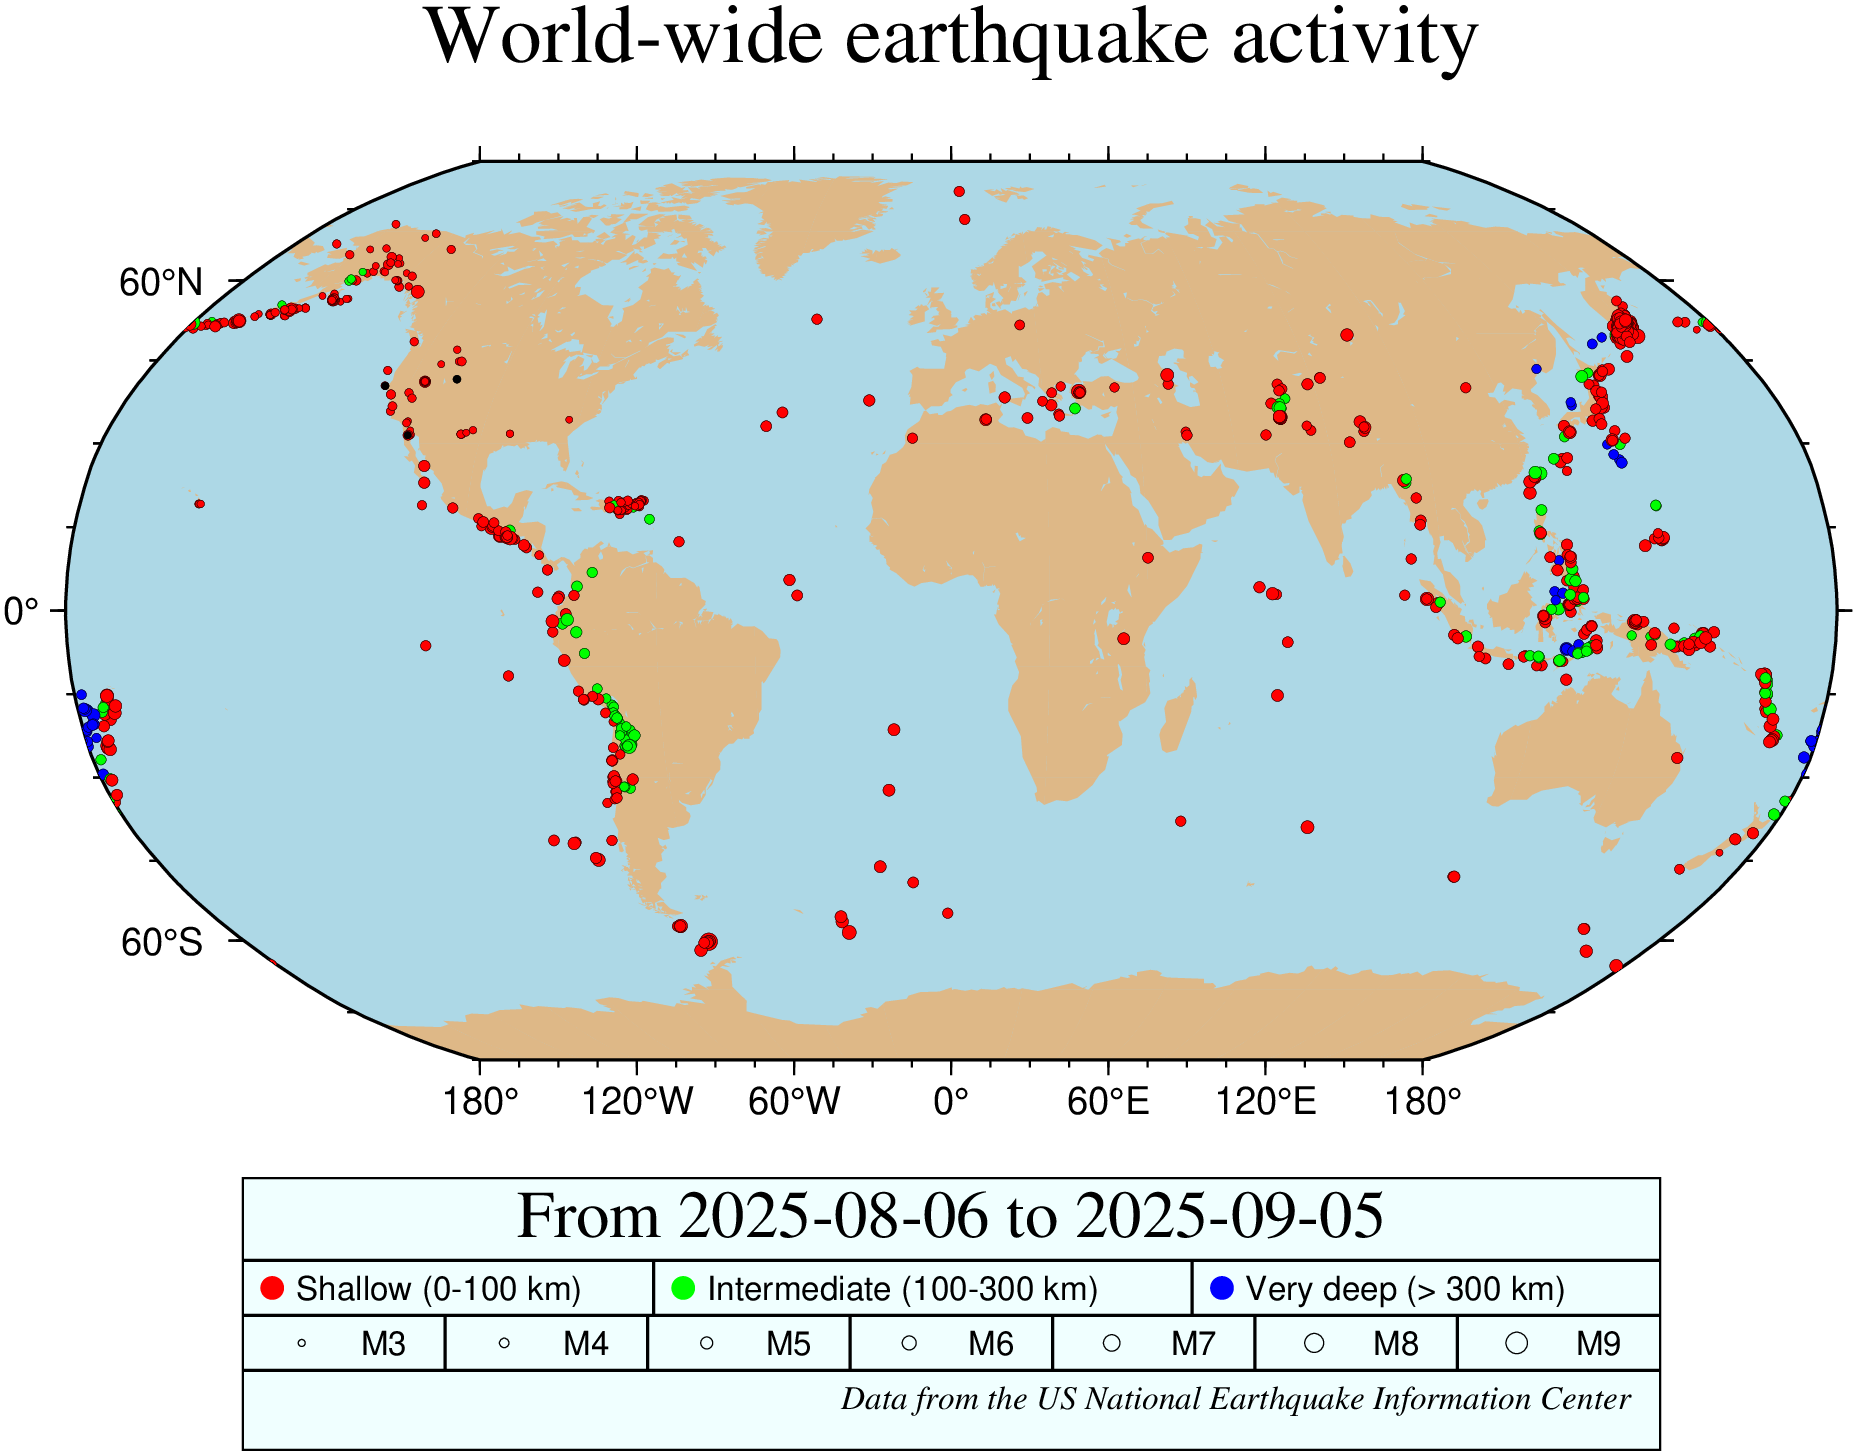 World-wide earthquake activity
60°N
0°
60°S
180° 120°W 60°W 0° 60°E 120°E 180°
From 2025-08-06 to 2025-09-05
Shallow (0-100 km) Intermediate (100-300 km) Very deep (> 300 km)
M3 M4 M5 M6 M7 M8 M9
Data from the US National Earthquake Information Center